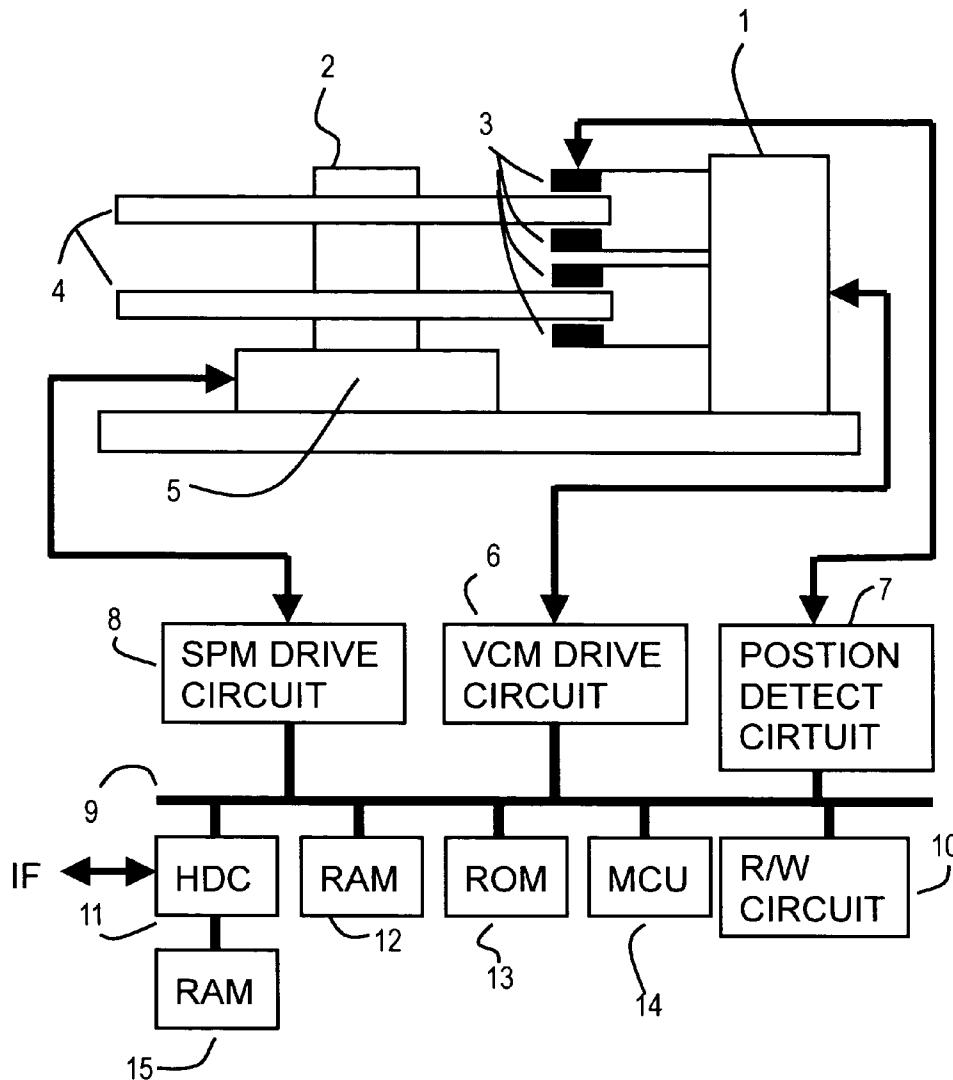 1
2
3
4
5
6
7
8
SPM DRIVE
CIRCUIT
VCM DRIVE
CIRCUIT
POSTION
DETECT
CIRTUIT
9
IF
HDC
RAM
ROM
MCU
R/W
CIRCUIT
10
11
12
13
14
RAM
15